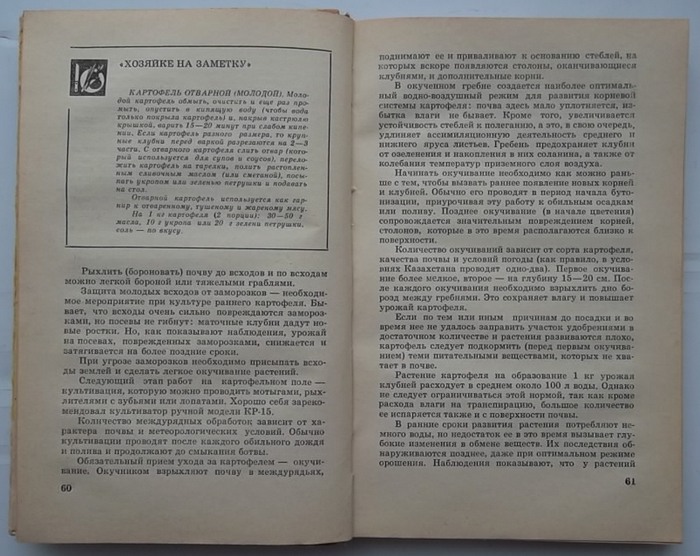 «ХОЗЯЙКЕ НА ЗАМЕТКУ»
КАРТОФЕЛЬ ОТВАРНОЙ (МОЛОДОЙ). Моло-
дой картофель обмыть, очистить и еще раз про-
мыть, опустить в кипящую воду (чтобы вода
только покрыла картофель) и, накрыв кастрюлю
крышкой, варить 15—20 минут при слабом кипе-
нии. Если картофель разного размера, то круп-
ные клубни перед варкой разрезаются на 2—3
части. С отварного картофеля слить отвар (кото-
рый используется для супов и соусов), перело-
жить картофель на тарелки, полить растоплен-
ным сливочным маслом (или сметаной), посы-
пать укропом или зеленью петрушки и подавать
на стол.
Отварной картофель используется как гар-
нир к отваренному, тушеному и жареному мясу.
На 1 кг картофеля (2 порции): 30—50 г
масла, 10 г укропа или 20 г зелени петрушки,
соль — по вкусу.
Рыхлить (бороновать) почву до всходов и по всходам
можно легкой бороной или тяжелыми граблями.
Защита молодых всходов от заморозков — необходи-
мое мероприятие при культуре раннего картофеля. Бы-
вает, что всходы очень сильно повреждаются замороз-
ками, но посевы не гибнут: маточные клубни дадут но-
вые ростки. Но, как показывают наблюдения, урожай
на посевах, поврежденных заморозками, снижается и
затягивается на более поздние сроки.
При угрозе заморозков необходимо присыпать всхо-
ды землей и сделать легкое окучивание растений.
Следующий этап работ на картофельном поле —
культивация, которую можно проводить мотыгами, рых-
лителями с зубьями или лопатами. Хорошо себя зареко-
мендовал культиватор ручной модели КР-15.
Количество междурядных обработок зависит от ха-
рактера почвы и метеорологических условий. Обычно
культивации проводят после каждого обильного дождя
и полива и продолжают до смыкания ботвы.
Обязательный прием ухода за картофелем — окучи-
вание. Окучником взрыхляют почву в междурядьях,
60
поднимают ее и приваливают к основанию стеблей, на
которых вскоре появляются столоны, оканчивающиеся
клубнями, и дополнительные корни.
В окученном гребне создается наиболее оптималь-
ный водно-воздушный режим для развития корневой
системы картофеля: почва здесь мало уплотняется, из-
бытка влаги не бывает. Кроме того, увеличивается
устойчивость стеблей к полеганию, а это, в свою очередь,
удлиняет ассимиляционную деятельность среднего и
нижнего яруса листьев. Гребень предохраняет клубни
от озеленения и накопления в них соланина, а также от
колебания температур приземного слоя воздуха.
Начинать окучивание необходимо как можно рань-
ше с тем, чтобы вызвать раннее появление новых корней
и клубней. Обычно его проводят в период начала бу-
тонизации, приурочивая эту работу к обильным осадкам
или поливу. Позднее окучивание (в начале цветения)
сопровождается значительным повреждением корней,
столонов, которые в это время располагаются близко к
поверхности.
Количество окучиваний зависит от сорта картофеля,
качества почвы и условий погоды (как правило, в усло-
виях Казахстана проводят одно-два). Первое окучива-
ние более мелкое, второе — на глубину 15—20 см. Пос-
ле каждого окучивания необходимо взрыхлить дно бо-
розд между гребнями. Это сохраняет влагу и повышает
урожай картофеля.
Если по тем или иным причинам до посадки и во
время нее не удалось заправить участок удобрениями в
достаточном количестве и растения развиваются плохо,
картофель следует подкормить (перед первым окучива-
нием) теми питательными веществами, которых не хва-
тает в почве.
Растение картофеля на образование 1 кг урожая
клубней расходует в среднем около 100 л воды. Однако
не следует ограничиваться этой нормой, так как кроме
расхода влаги на транспирацию, большое количество
ее испаряется также и с поверхности почвы.
В ранние сроки развития растения потребляют не-
много воды, но недостаток ее в это время вызывает глу-
бокие изменения в обмене веществ. Их последствия об-
наруживаются позднее, даже при оптимальном режиме
орошения. Наблюдения показывают, что у растений
61